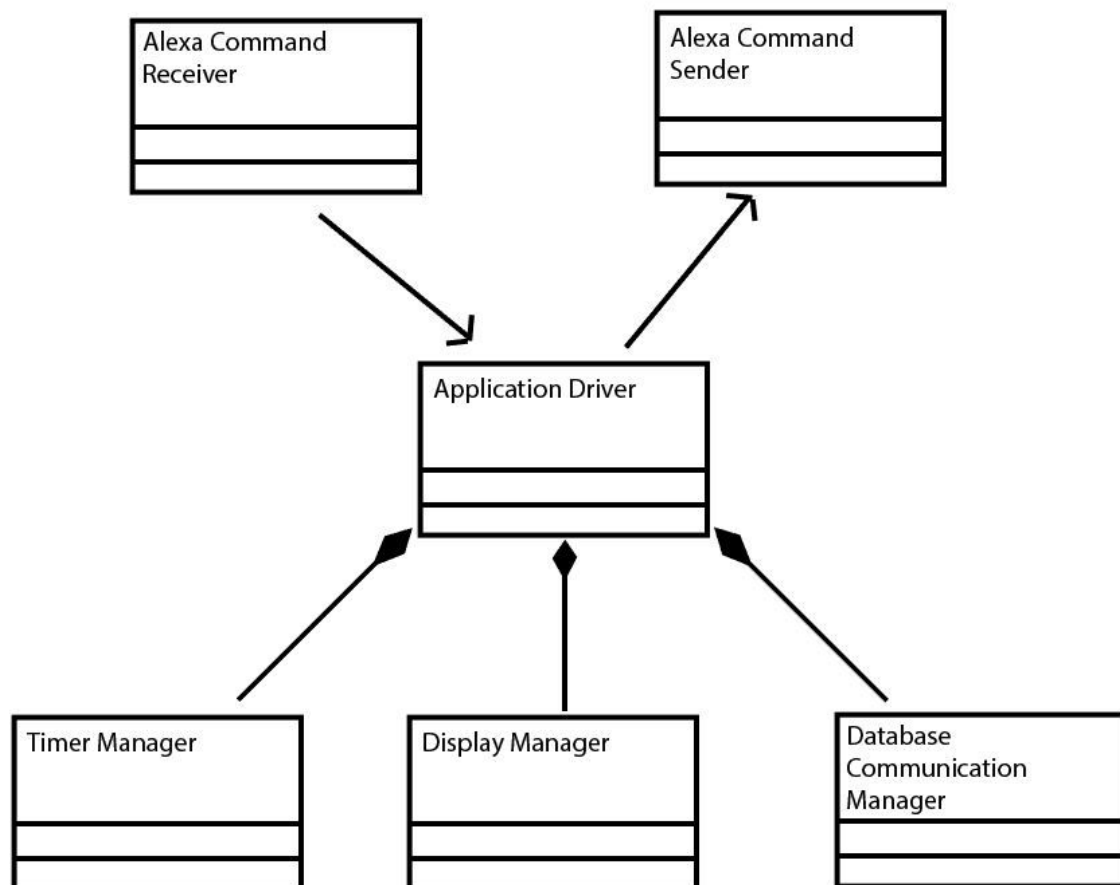 Alexa Command
Receiver
Alexa Command
Sender
Application Driver
Timer Manager
Display Manager
Database
Communication
Manager